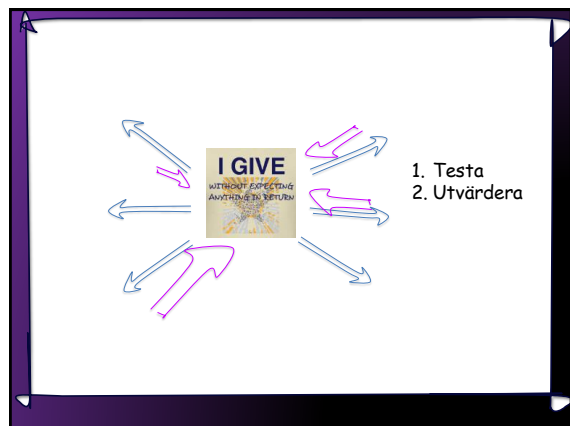 I GIVE
WITHOUT EXPECTING
ANYTHING IN RETURN
1. Testa
2. Utvärdera